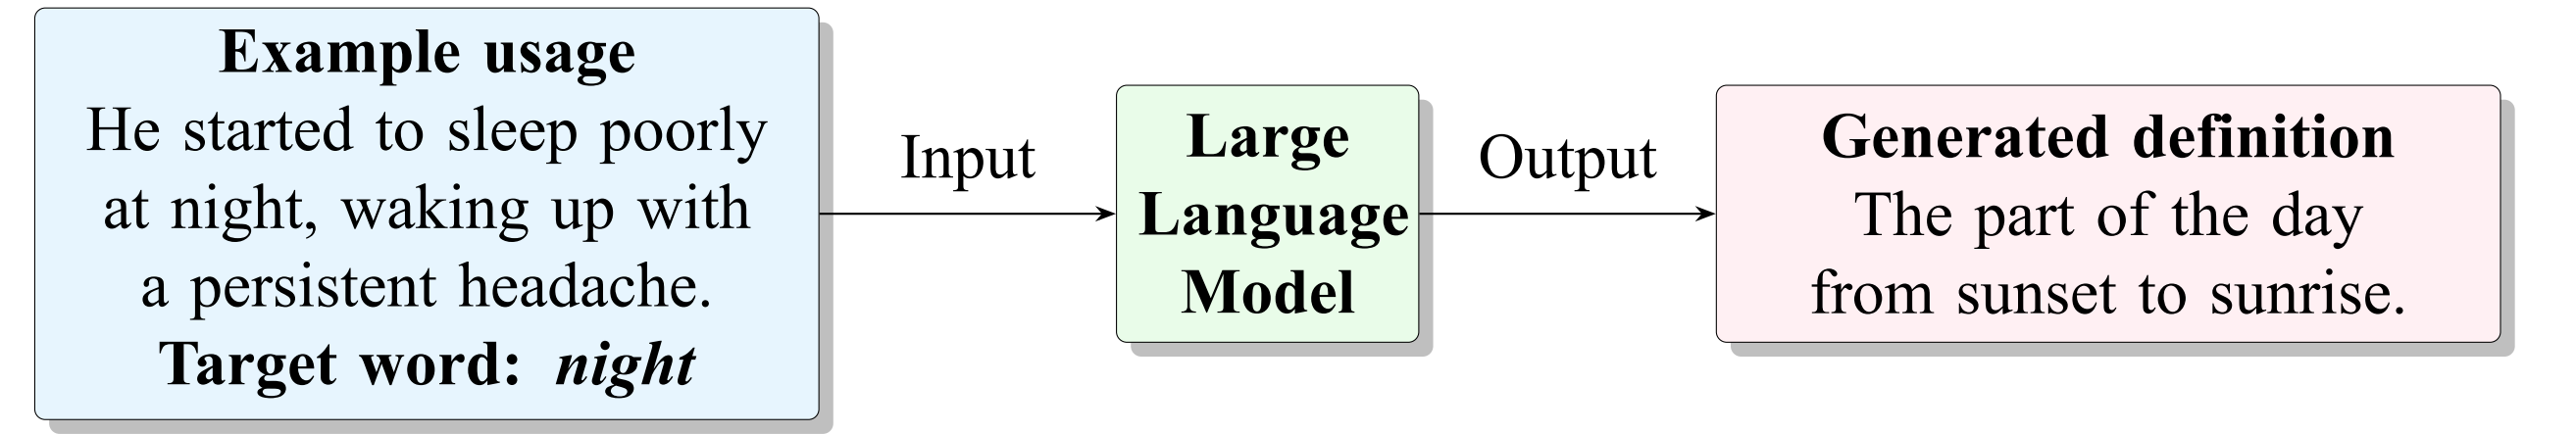 Example usage
He started to sleep poorly
at night, waking up with
a persistent headache.
Target word: night
Input
Large
Language
Model
Output
Generated definition
The part of the day
from sunset to sunrise.